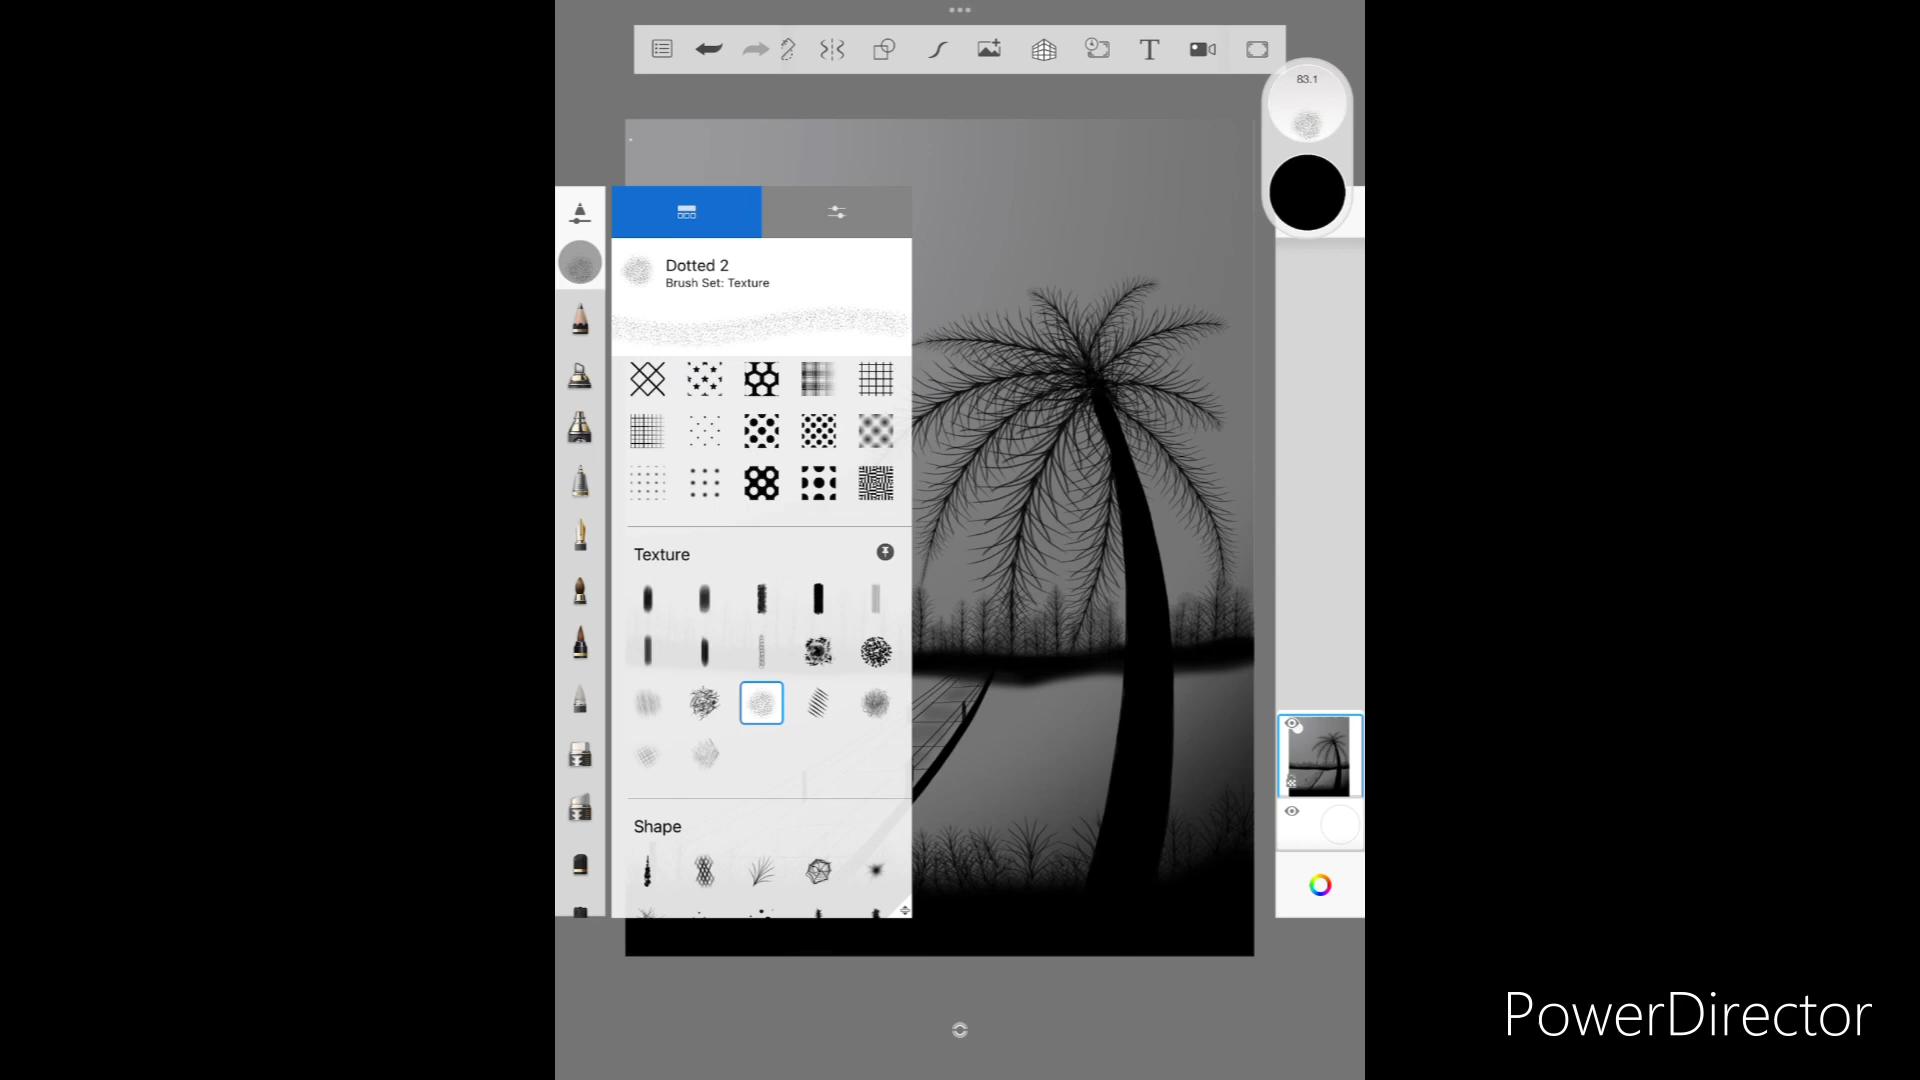 83.1
Dotted 2
Brush Set: Texture
Texture
Shape
PowerDirector